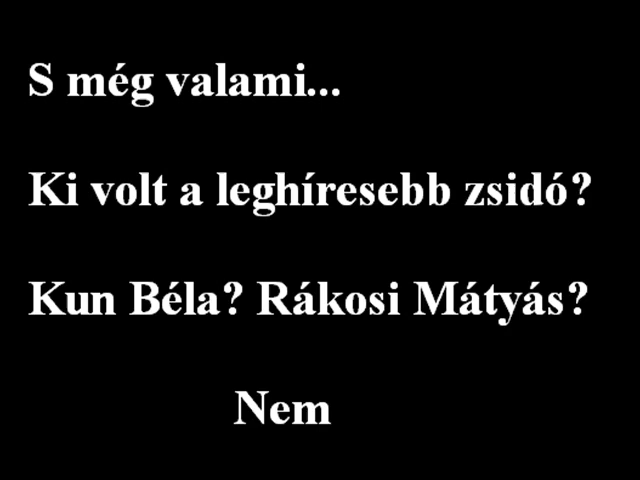 S még valami...
Ki volt a leghíresebb zsidó?
Kun Béla? Rákosi Mátyás?
Nem